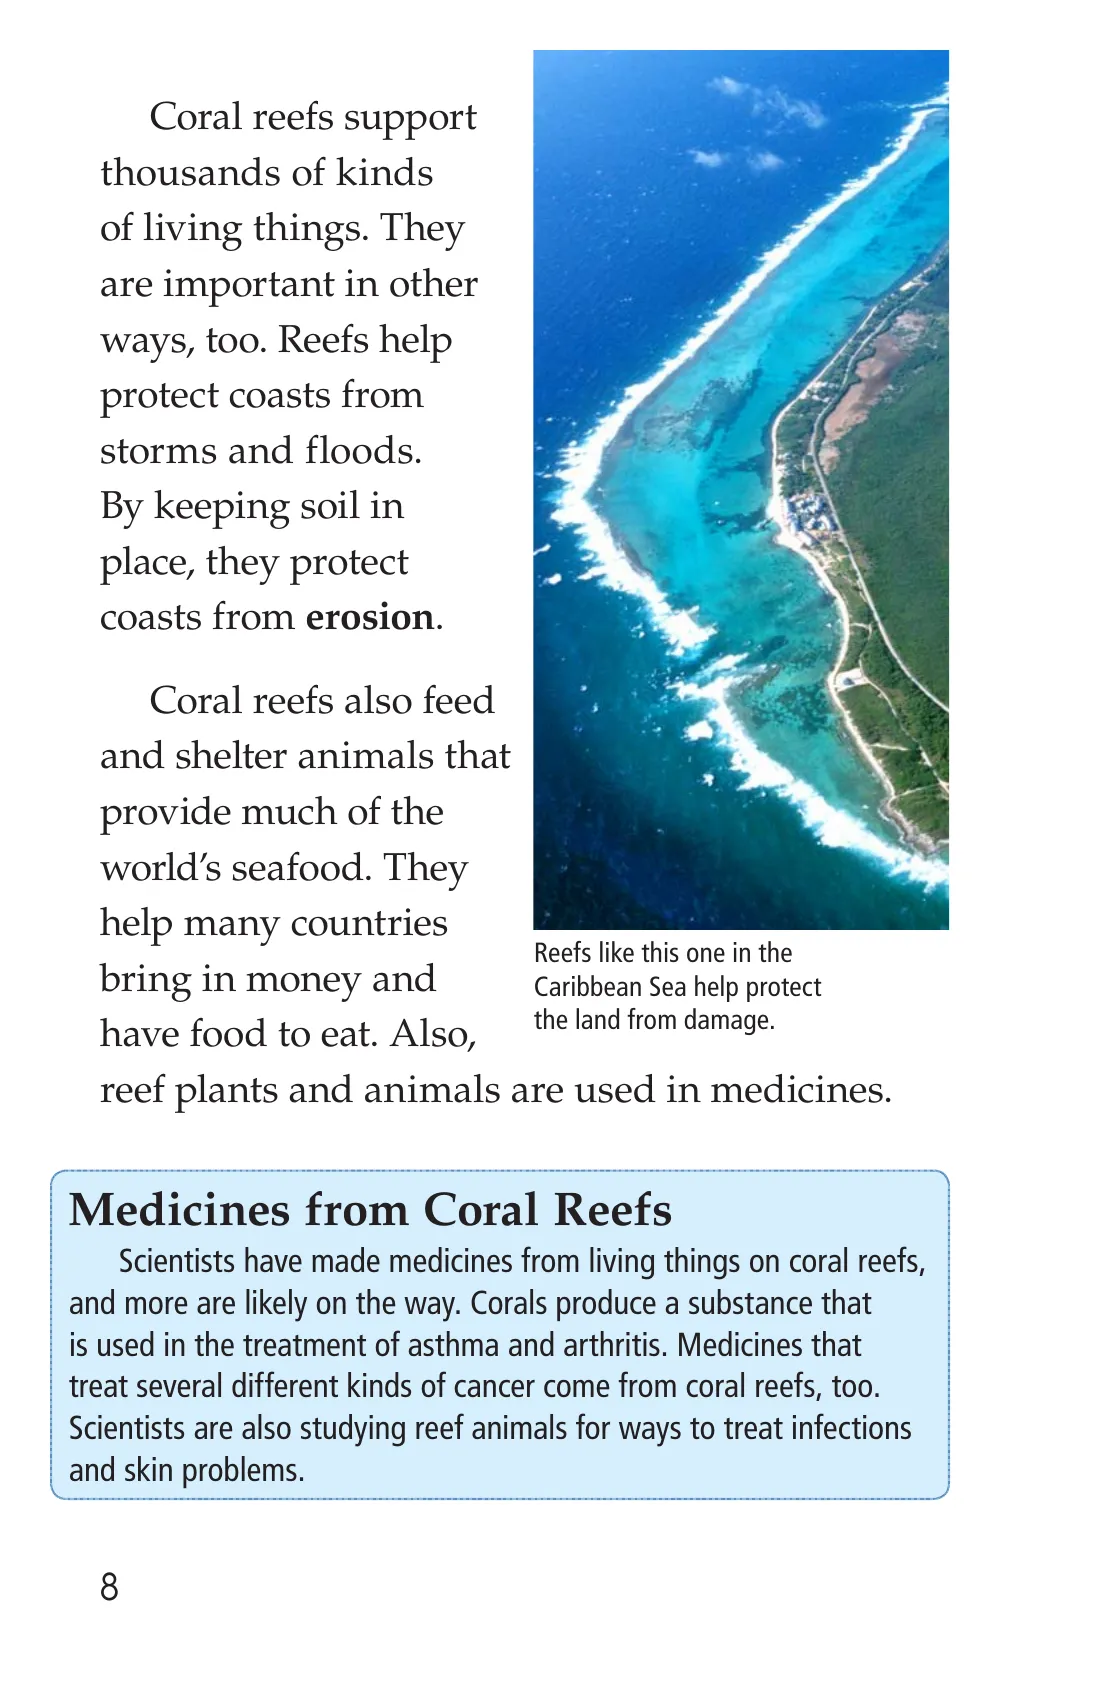 Coral reefs support
thousands of kinds
of living things. They
are important in other
ways, too. Reefs help
protect coasts from
storms and floods.
By keeping soil in
place, they protect
coasts from erosion.
Coral reefs also feed
and shelter animals that
provide much of the
world's seafood. They
help many countries
bring in money and
have food to eat. Also,
reef plants and animals are used in medicines.
Reefs like this one in the
Caribbean Sea help protect
the land from damage.
Medicines from Coral Reefs
Scientists have made medicines from living things on coral reefs,
and more are likely on the way. Corals produce a substance that
is used in the treatment of asthma and arthritis. Medicines that
treat several different kinds of cancer come from coral reefs, too.
Scientists are also studying reef animals for ways to treat infections
and skin problems.
8